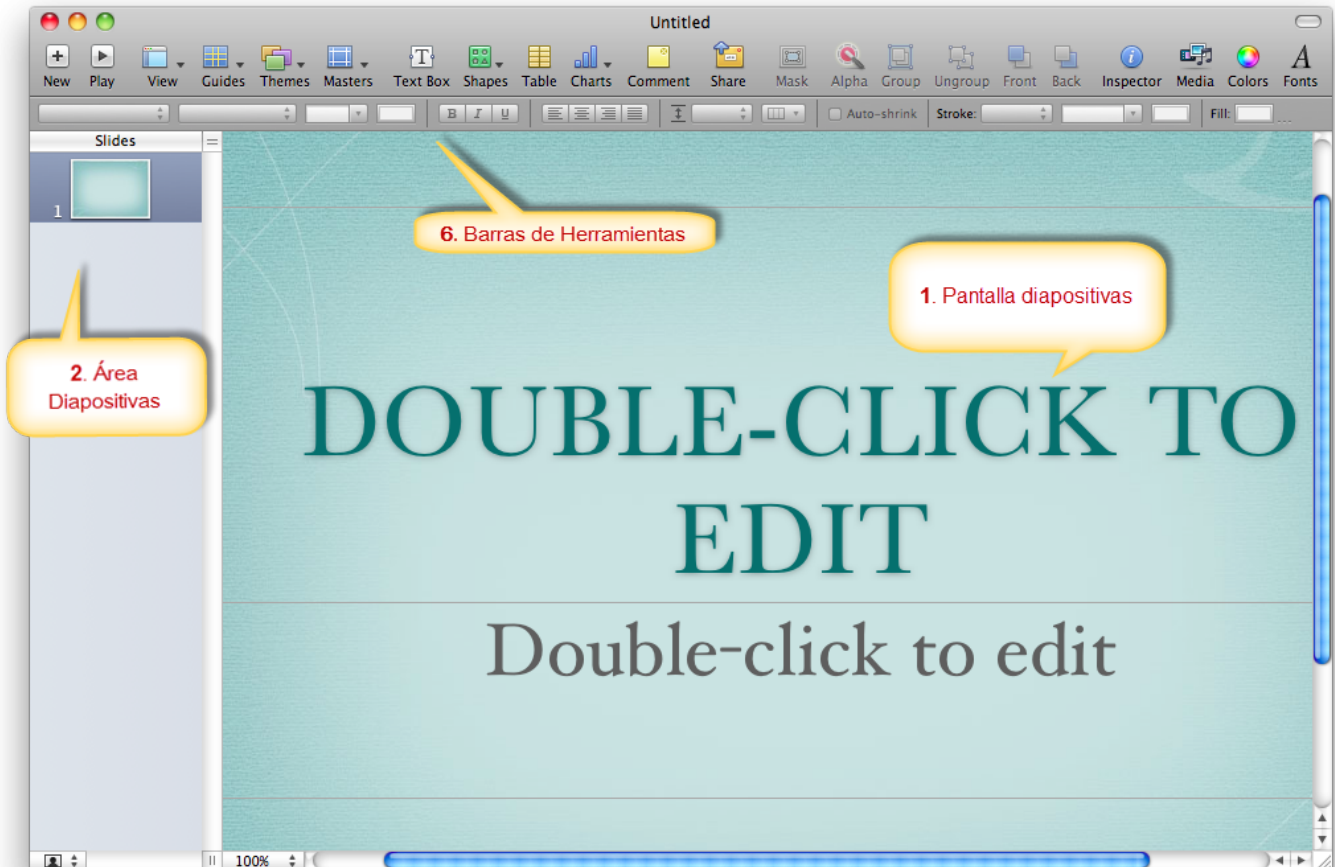 Untitled
New Play View Guides Themes Masters Text Box Shapes Table Charts Comment Share Mask Alpha Group Ungroup Front Back Inspector Media Colors Fonts
B I U Auto-shrink Stroke: Fill: ...
Slides
1
6. Barras de Herramientas
1. Pantalla diapositivas
2. Área
Diapositivas
DOUBLE-CLICK TO
EDIT
Double-click to edit
100%